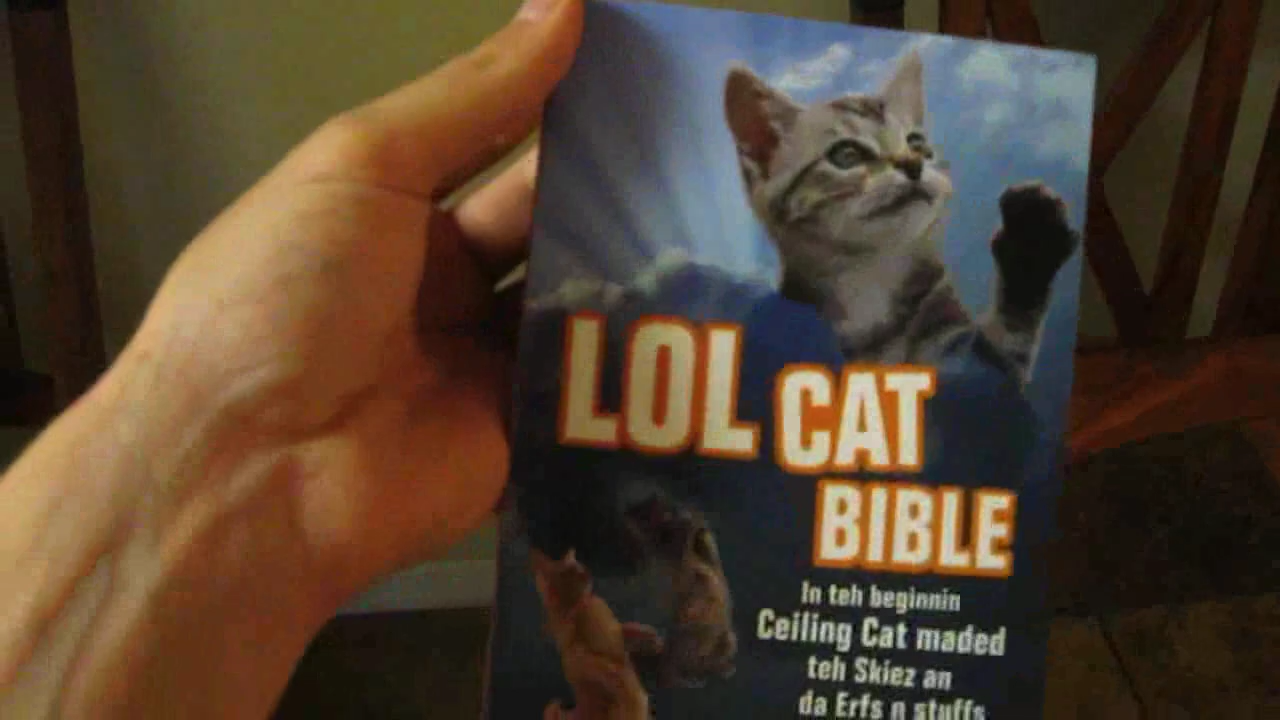 LOL CAT
BIBLE
In teh beginnin
Ceiling Cat maded
teh Skiez an
da Erfs n stuffs